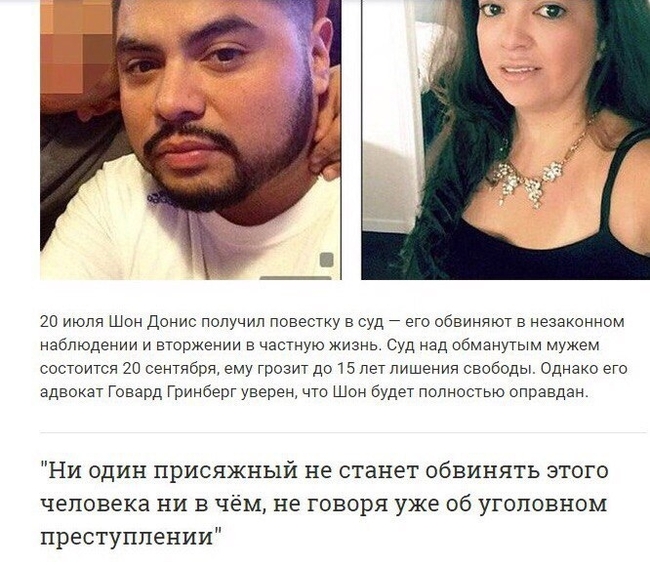 20 июля Шон Донис получил повестку в суд — его обвиняют в незаконном
наблюдении и вторжении в частную жизнь. Суд над обманутым мужем
состоится 20 сентября, ему грозит до 15 лет лишения свободы. Однако его
адвокат Говард Гринберг уверен, что Шон будет полностью оправдан.
"Ни один присяжный не станет обвинять этого
человека ни в чём, не говоря уже об уголовном
преступлении"